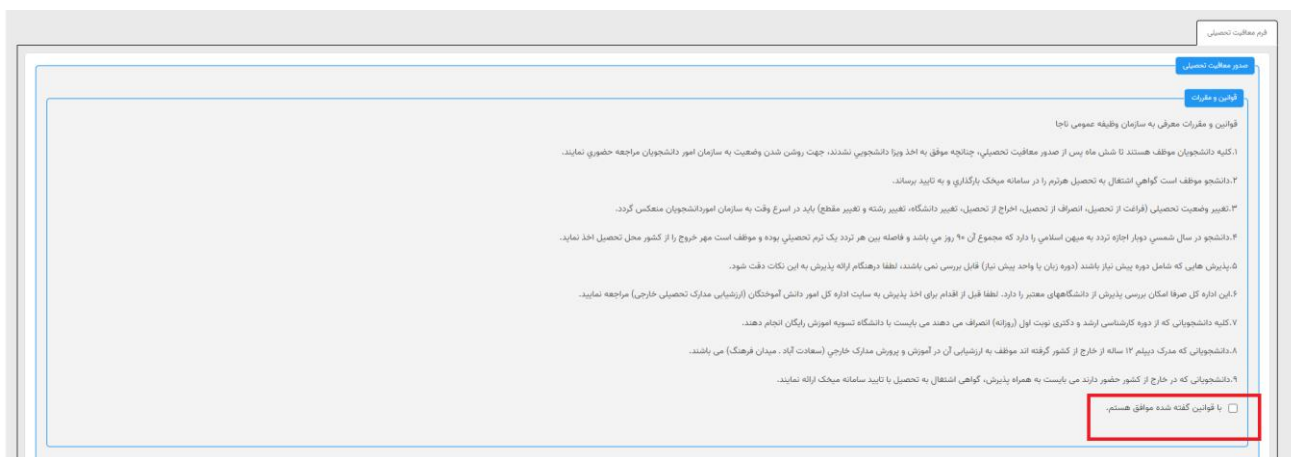 فرم معافیت تحصیلی
صدور معافیت تحصیلی
قوانین و مقررات
قوانین و مقررات معرفی به سازمان وظیفه عمومی ناجا
۱.کلیه دانشجویان موظف هستند تا شش ماه پس از صدور معافیت تحصیلي، چنانچه موفق به اخذ ویزا دانشجویي نشدند، جهت روشن شدن وضعیت به سازمان امور دانشجویان مراجعه حضوري نمایند.
۲.دانشجو موظف است گواهي اشتغال به تحصیل هرترم را در سامانه میخک بارگذاري و به تایید برساند.
۳.تغییر وضعیت تحصیلی (فراغت از تحصیل، انصراف از تحصیل، اخراج از تحصیل، تغییر دانشگاه، تغییر رشته و تغییر مقطع) باید در اسرع وقت به سازمان اموردانشجویان منعکس گردد.
۴.دانشجو در سال شمسي دوبار اجازه تردد به میهن اسلامي را دارد که مجموع آن ۹۰ روز مي باشد و فاصله بین هر تردد یک ترم تحصیلي بوده و موظف است مهر خروج را از کشور محل تحصیل اخذ نماید.
۵.پذیرش هایی که شامل دوره پیش نیاز باشند (دوره زبان یا واحد پیش نیاز) قابل بررسی نمی باشند، لطفا درهنگام ارائه پذیرش به این نکات دقت شود.
۶.این اداره کل صرفا امکان بررسی پذیرش از دانشگاههای معتبر را دارد. لطفا قبل از اقدام برای اخذ پذیرش به سایت اداره کل امور دانش آموختگان (ارزشیابی مدارک تحصیلی خارجی) مراجعه نمایید.
۷.کلیه دانشجویانی که از دوره کارشناسی ارشد و دکتری نوبت اول (روزانه) انصراف می دهند می بایست با دانشگاه تسویه اموزش رایگان انجام دهند.
۸.دانشجویانی که مدرک دیپلم ۱۲ ساله از خارج از کشور گرفته اند موظف به ارزشیابی آن در آموزش و پرورش مدارک خارجي (سعادت آباد . میدان فرهنگ) می باشند.
۹.دانشجویانی که در خارج از کشور حضور دارند می بایست به همراه پذیرش، گواهی اشتغال به تحصیل با تایید سامانه میخک ارائه نمایند.
با قوانین گفته شده موافق هستم.